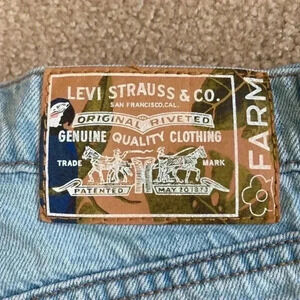 LEVI STRAUSS & CO.
SAN FRANCISCO, CAL.
ORIGINAL RIVETED
GENUINE QUALITY CLOTHING
TRADE MARK
PATENTED MAY 20 1873
FARM